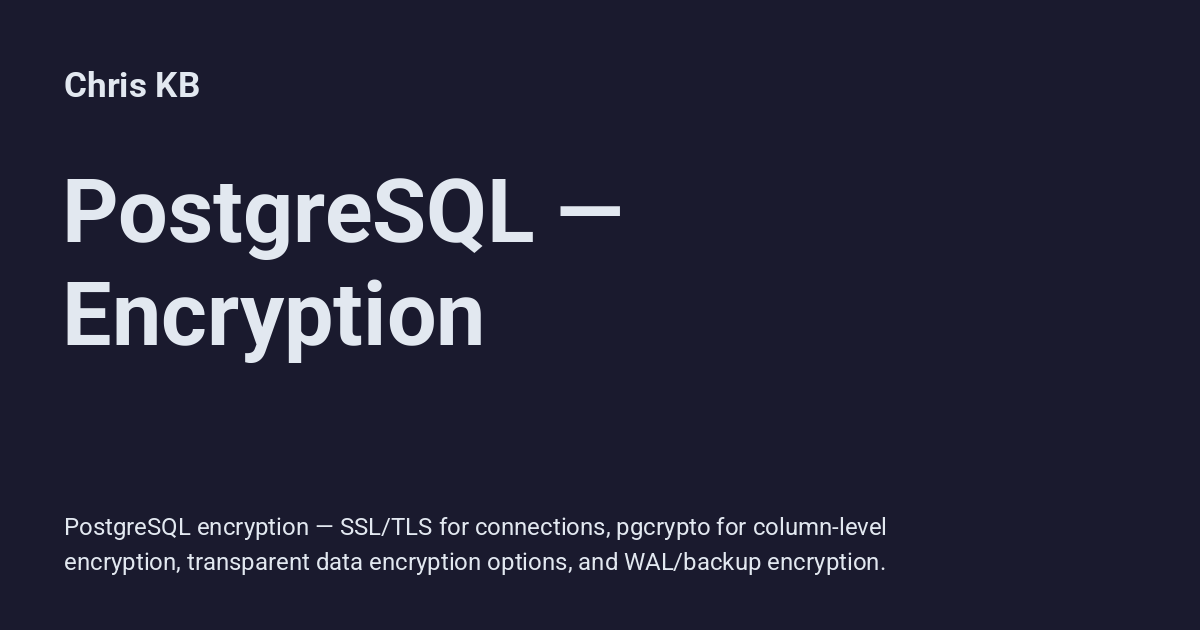 Chris KB
PostgreSQL —
Encryption
PostgreSQL encryption — SSL/TLS for connections, pgcrypto for column-level
encryption, transparent data encryption options, and WAL/backup encryption.